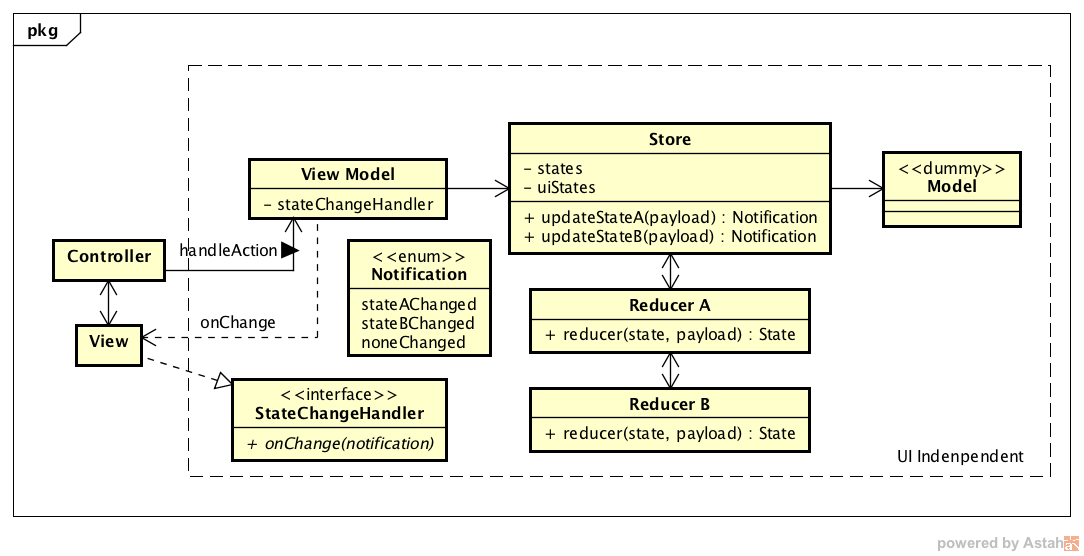 pkg
Store
– states
– uiStates
+ updateStateA(payload) : Notification
+ updateStateB(payload) : Notification
<<dummy>>
Model
View Model
– stateChangeHandler
Controller
handleAction
<<enum>>
Notification
stateAChanged
stateBChanged
noneChanged
Reducer A
+ reducer(state, payload) : State
onChange
View
<<interface>>
StateChangeHandler
+ onChange(notification)
Reducer B
+ reducer(state, payload) : State
UI Indenpendent
powered by Astah